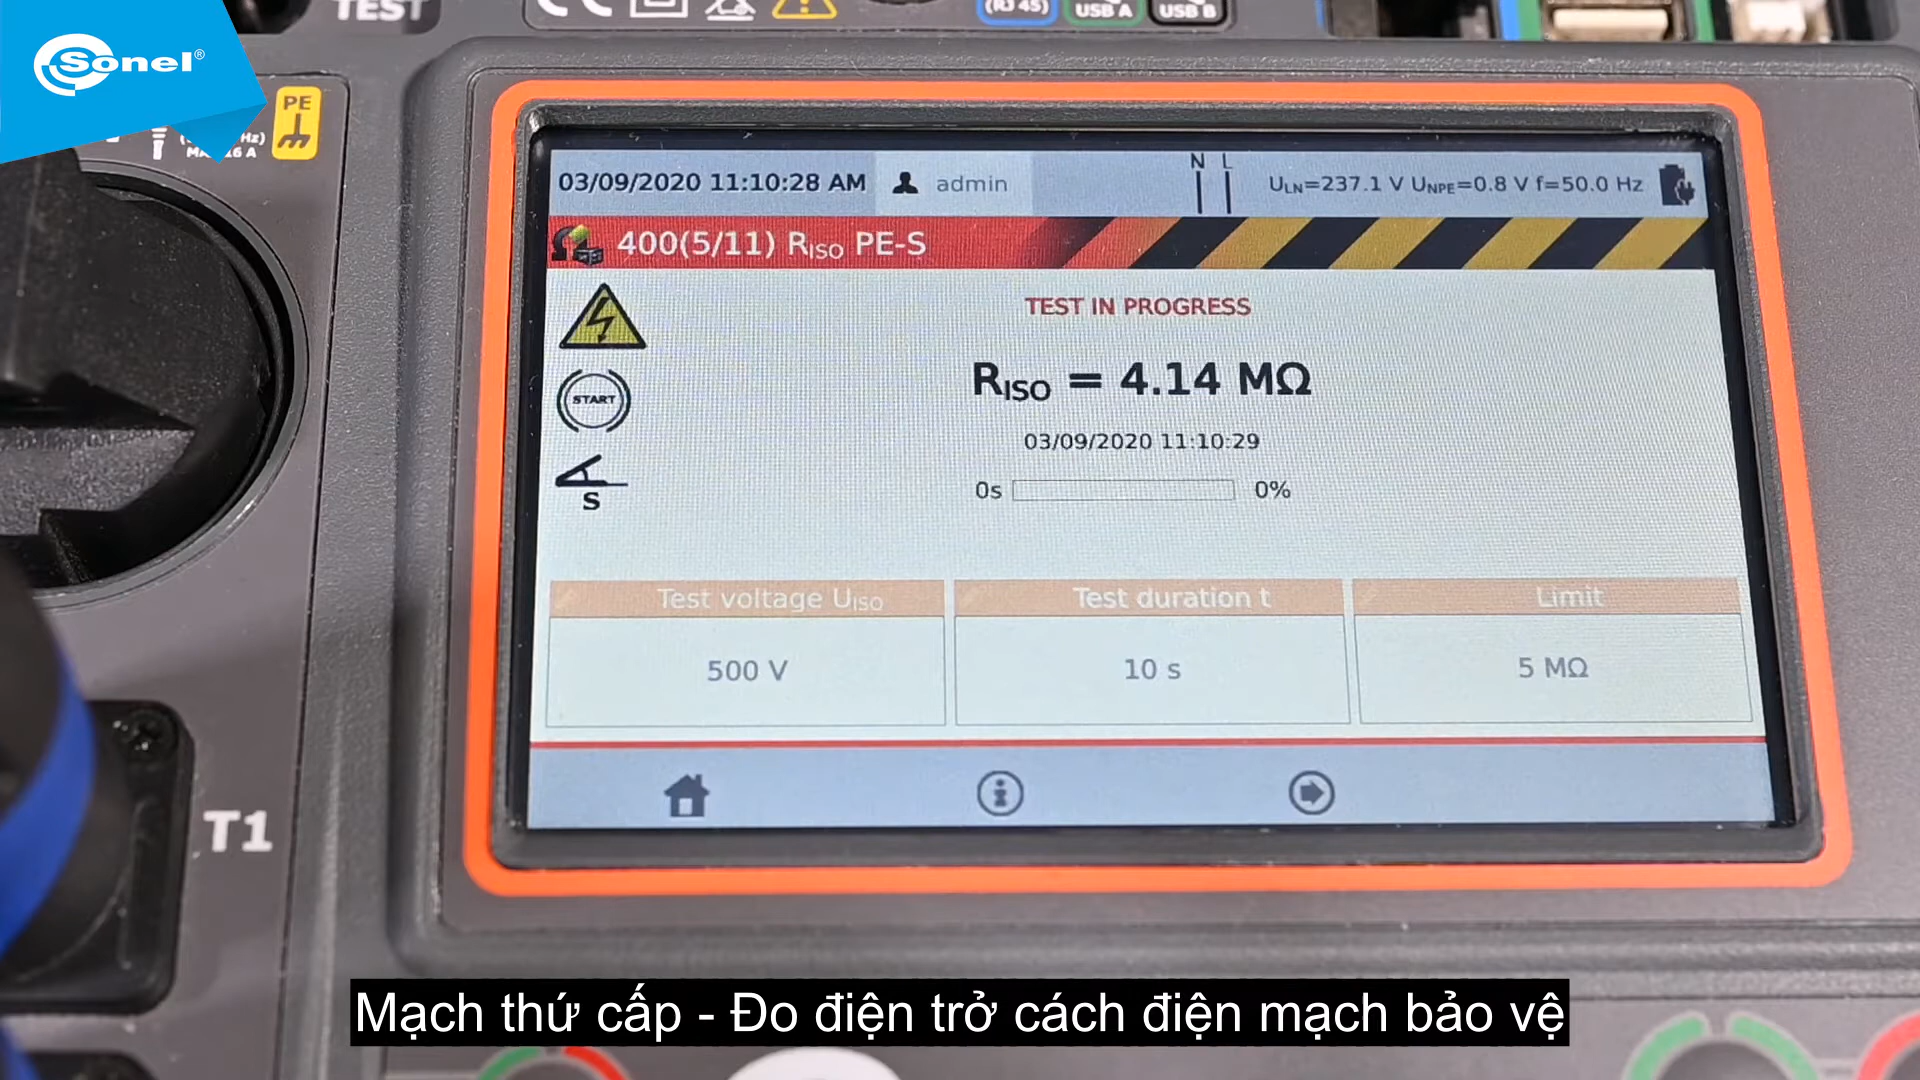 Sonel®
TEST
(RJ 45)
USB A
USB B
PE
Hz)
03/09/2020 11:10:28 AM
admin
N L
ULN=237.1 V UNPE=0.8 V f=50.0 Hz
400(5/11) RISO PE-S
TEST IN PROGRESS
RISO = 4.14 MΩ
START
03/09/2020 11:10:29
S
0s
0%
Test voltage UISO
Test duration t
Limit
500 V
10 s
5 MΩ
T1
Mạch thứ cấp - Đo điện trở cách điện mạch bảo vệ